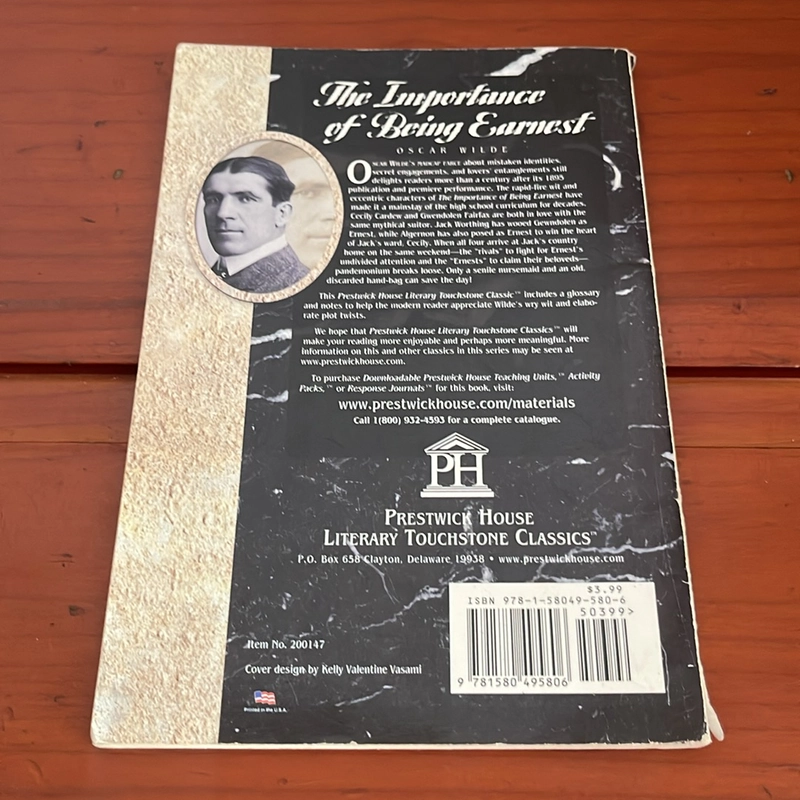 The Importance
of Being Earnest
OSCAR WILDE
OSCAR WILDE'S MADCAP FARCE about mistaken identities,
secret engagements, and lovers' entanglements still
delights readers more than a century after its 1895
publication and premiere performance. The rapid-fire wit and
eccentric characters of The Importance of Being Earnest have
made it a mainstay of the high school curriculum for decades.
Cecily Cardew and Gwendolen Fairfax are both in love with the
same mythical suitor. Jack Worthing has wooed Gewndolen as
Ernest, while Algernon has also posed as Ernest to win the heart
of Jack's ward, Cecily. When all four arrive at Jack's country
home on the same weekend—the "rivals" to fight for Ernest's
undivided attention and the "Ernests" to claim their beloveds—
pandemonium breaks loose. Only a senile nursemaid and an old,
discarded hand-bag can save the day!
This Prestwick House Literary Touchstone Classic™ includes a glossary
and notes to help the modern reader appreciate Wilde's wry wit and elabo-
rate plot twists.
We hope that Prestwick House Literary Touchstone Classics™ will
make your reading more enjoyable and perhaps more meaningful. More
information on this and other classics in this series may be seen at
www.prestwickhouse.com.
To purchase Downloadable Prestwick House Teaching Units,™ Activity
Packs,™ or Response Journals™ for this book, visit:
www.prestwickhouse.com/materials
Call 1(800) 932-4593 for a complete catalogue.
PH
PRESTWICK HOUSE
LITERARY TOUCHSTONE CLASSICS™
P.O. Box 658 Clayton, Delaware 19938 • www.prestwickhouse.com
$3.99
ISBN 978-1-58049-580-6
50399>
9 781580 495806
Item No. 200147
Cover design by Kelly Valentine Vasami
Printed in the U.S.A.